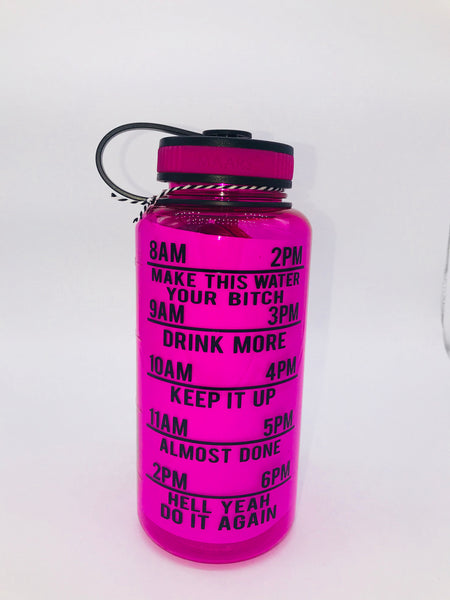 8AM 2PM
MAKE THIS WATER
YOUR BITCH
9AM 3PM
DRINK MORE
10AM 4PM
KEEP IT UP
11AM 5PM
ALMOST DONE
2PM 6PM
HELL YEAH
DO IT AGAIN